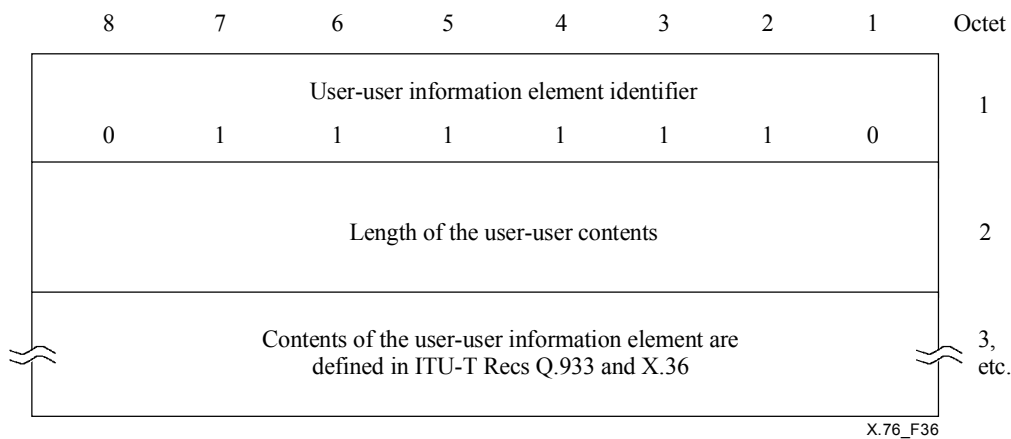 8 7 6 5 4 3 2 1 Octet
User-user information element identifier
1
0 1 1 1 1 1 1 0
Length of the user-user contents 2
Contents of the user-user information element are 3,
defined in ITU-T Recs Q.933 and X.36 etc.
X.76_F36